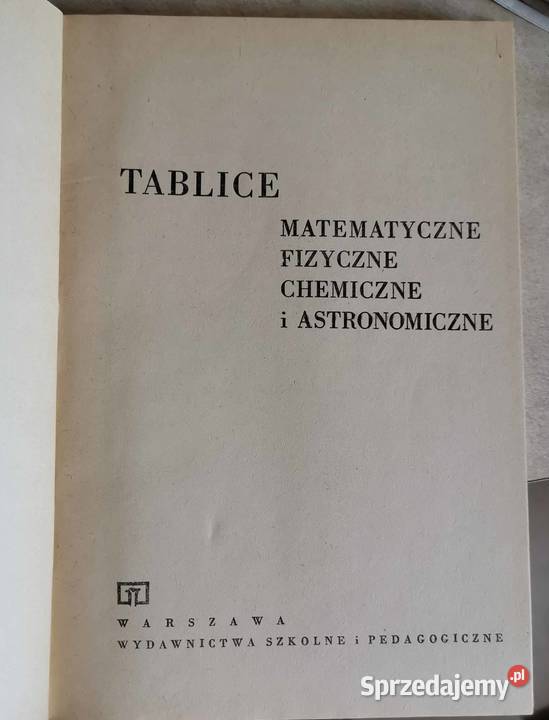 TABLICE
MATEMATYCZNE
FIZYCZNE
CHEMICZNE
i ASTRONOMICZNE
WARSZAWA
WYDAWNICTWA SZKOLNE i PEDAGOGICZNE
Sprzedajemy.pl